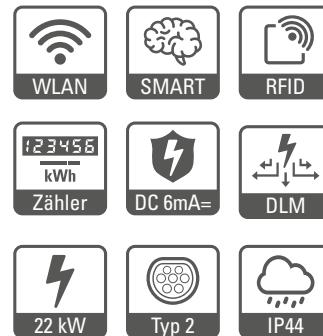 WLAN
SMART
RFID
123456
kWh
Zähler
DC 6mA=
DLM
22 kW
Typ 2
IP44